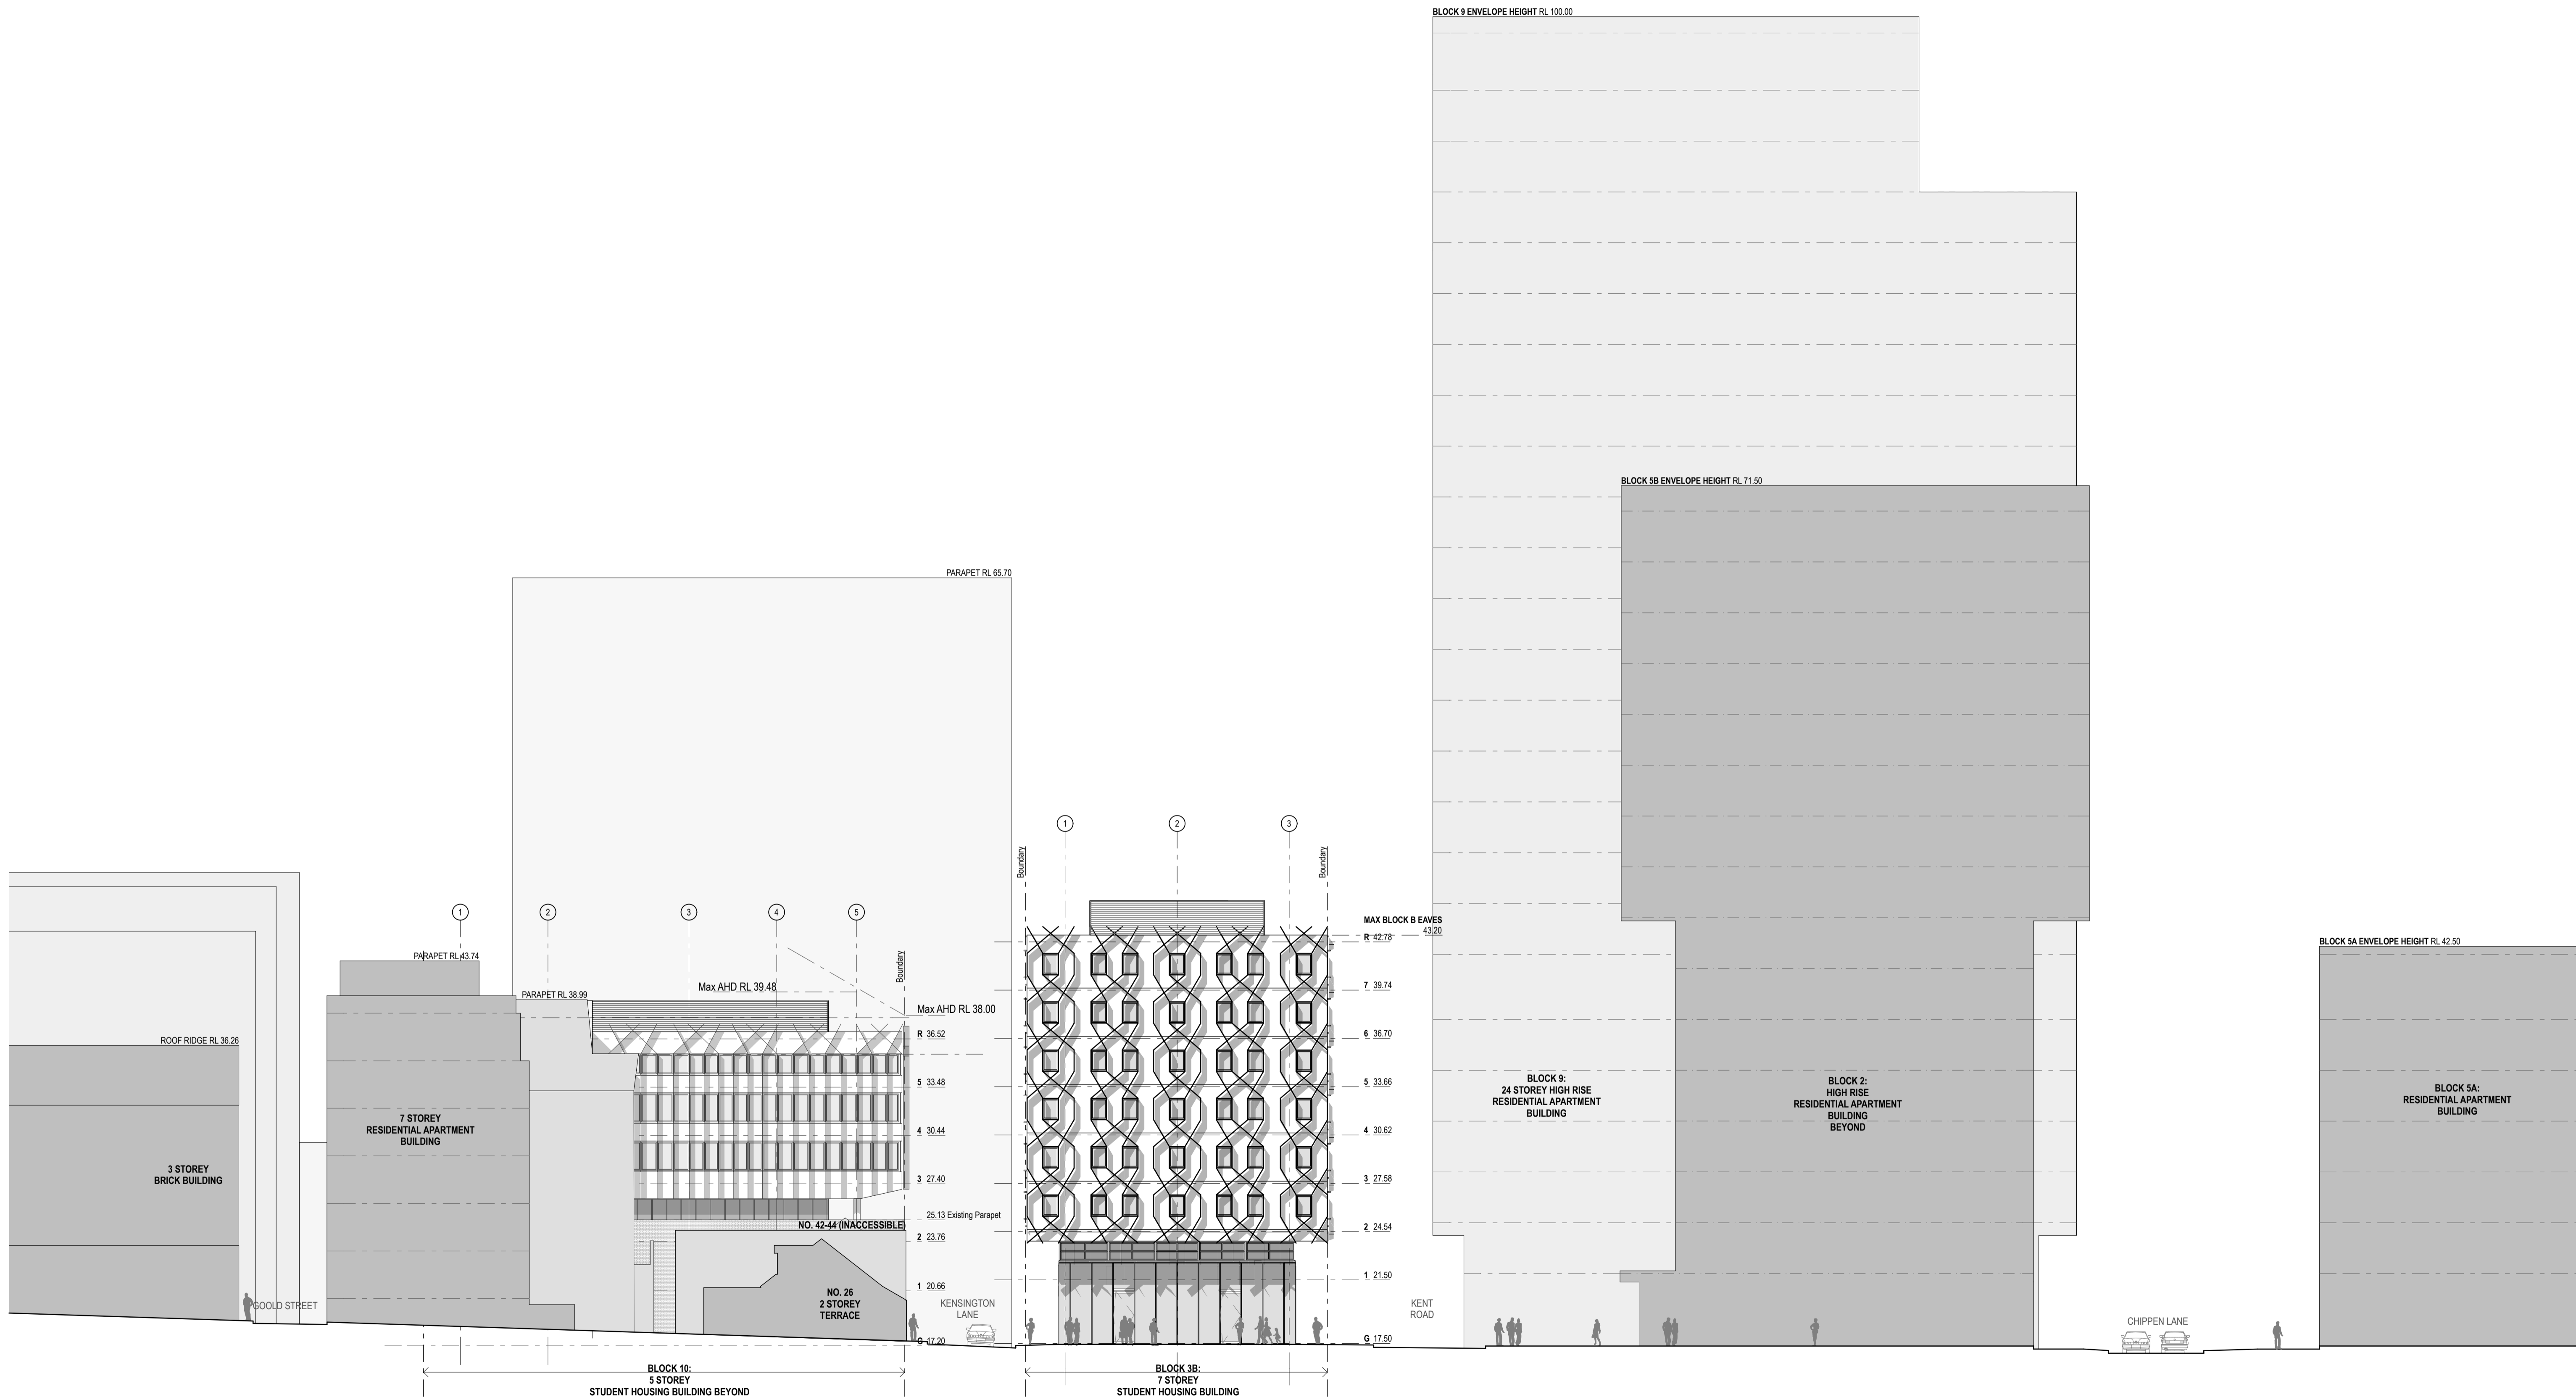 BLOCK 9 ENVELOPE HEIGHT RL 100.00
BLOCK 5B ENVELOPE HEIGHT RL 71.50
PARAPET RL 65.70
1
2
3
Boundary
Boundary
1
2
3
4
5
MAX BLOCK B EAVES
43.20
R 42.78
BLOCK 5A ENVELOPE HEIGHT RL 42.50
PARAPET RL 43.74
Boundary
Max AHD RL 39.48
PARAPET RL 38.99
Max AHD RL 38.00
7 39.74
R 36.52
6 36.70
ROOF RIDGE RL 36.26
5 33.48
5 33.66
BLOCK 9:
24 STOREY HIGH RISE
RESIDENTIAL APARTMENT
BUILDING
BLOCK 2:
HIGH RISE
RESIDENTIAL APARTMENT
BUILDING
BEYOND
BLOCK 5A:
RESIDENTIAL APARTMENT
BUILDING
7 STOREY
RESIDENTIAL APARTMENT
BUILDING
4 30.44
4 30.62
3 STOREY
BRICK BUILDING
3 27.40
3 27.58
25.13 Existing Parapet
NO. 42-44 (INACCESSIBLE)
2 23.76
2 24.54
1 20.66
1 21.50
NO. 26
2 STOREY
TERRACE
GOOLD STREET
KENSINGTON
LANE
KENT
ROAD
CHIPPEN LANE
G 17.20
G 17.50
BLOCK 10:
5 STOREY
STUDENT HOUSING BUILDING BEYOND
BLOCK 3B:
7 STOREY
STUDENT HOUSING BUILDING